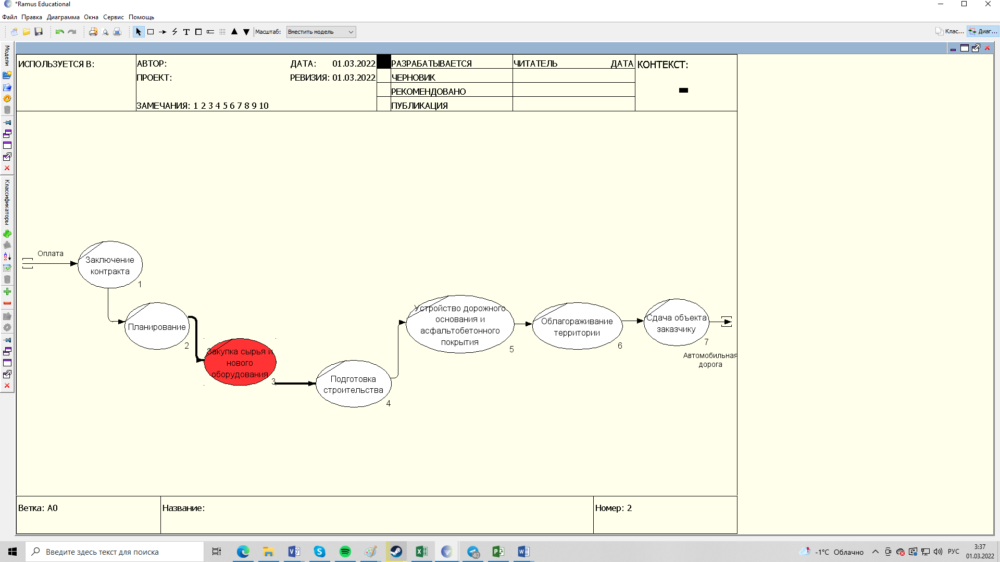 *Ramus Educational
Файл Правка Диаграмма Окна Сервис Помощь
Масштаб: Вместить модель
Клас... Диаг...
Модели
Классификаторы
ИСПОЛЬЗУЕТСЯ В:
АВТОР:
ДАТА: 01.03.2022
ПРОЕКТ:
РЕВИЗИЯ: 01.03.2022
ЗАМЕЧАНИЯ: 1 2 3 4 5 6 7 8 9 10
РАЗРАБАТЫВАЕТСЯ
ЧЕРНОВИК
РЕКОМЕНДОВАНО
ПУБЛИКАЦИЯ
ЧИТАТЕЛЬ ДАТА
КОНТЕКСТ:
Оплата
Заключение
контракта
1
Планирование
2
Закупка сырья и
нового
оборудования
3
Подготовка
строительства
4
Устройство дорожного
основания и
асфальтобетонного
покрытия
5
Облагораживание
территории
6
Сдача объекта
заказчику
7
Автомобильная
дорога
Ветка: A0
Название:
Номер: 2
Введите здесь текст для поиска
40
-1°C Облачно
РУС
3:37
01.03.2022